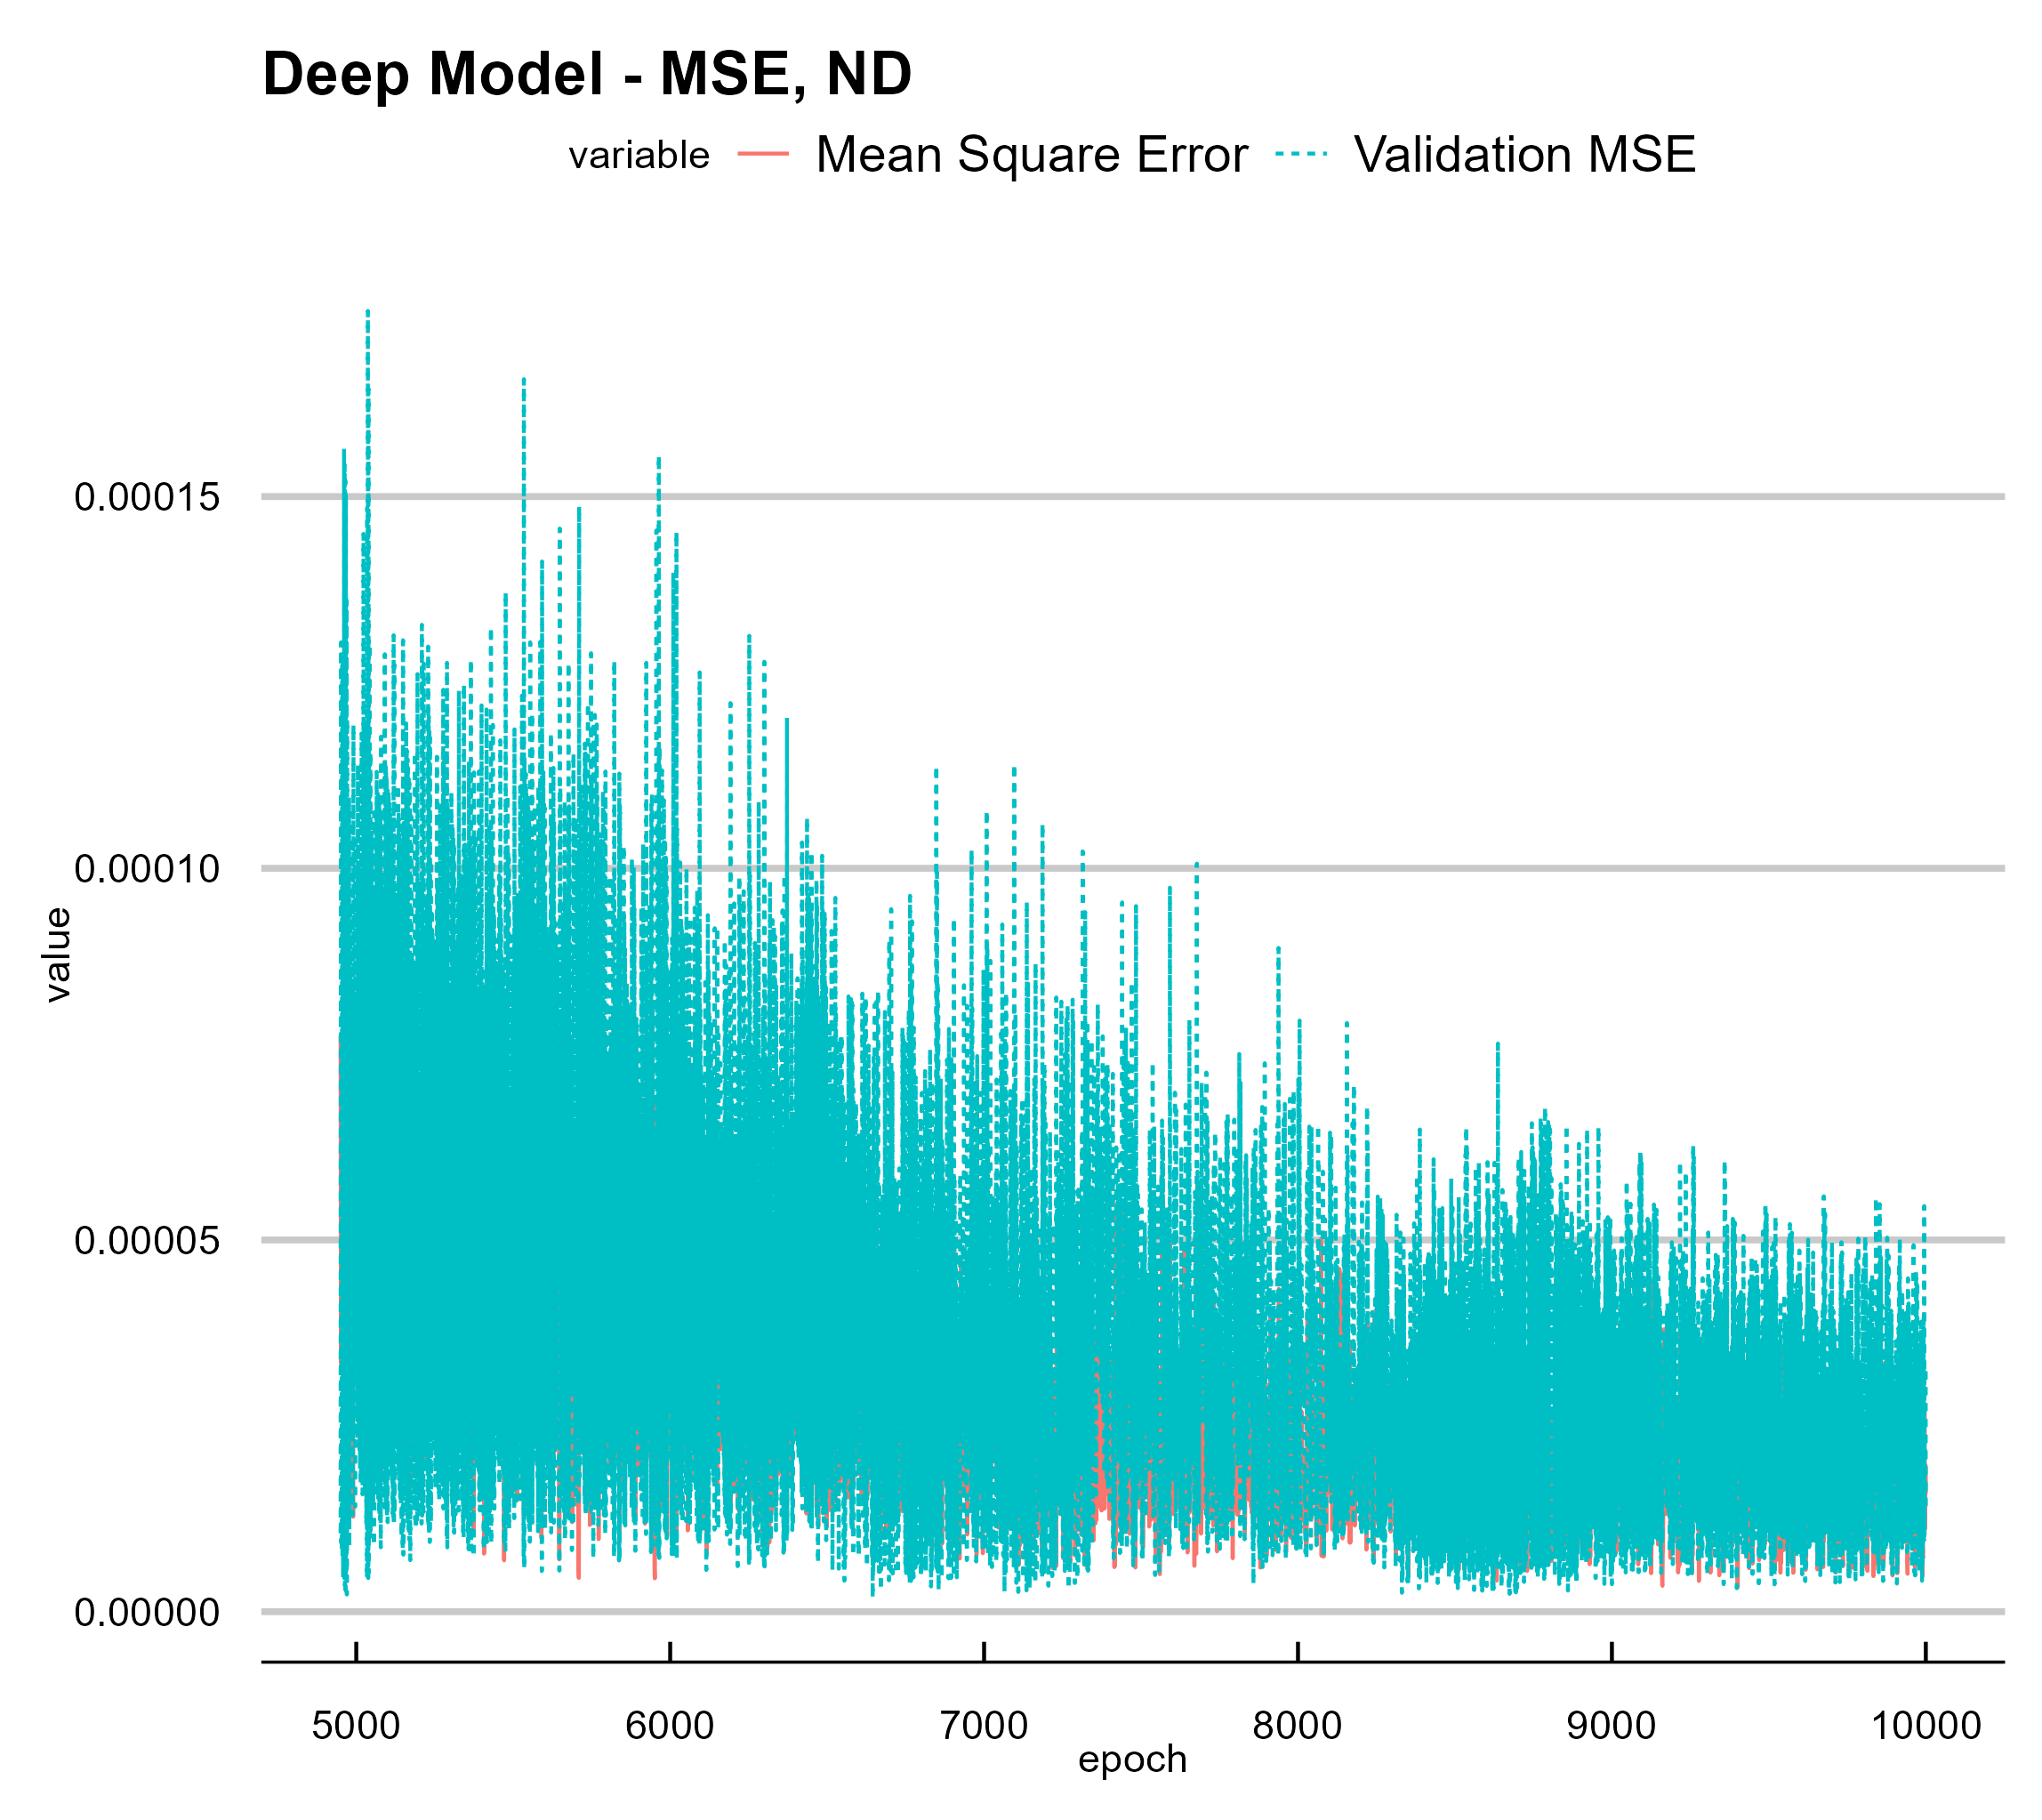 Deep Model - MSE, ND
variable Mean Square Error Validation MSE
0.00015
0.00010
value
0.00005
0.00000
5000 6000 7000 8000 9000 10000
epoch